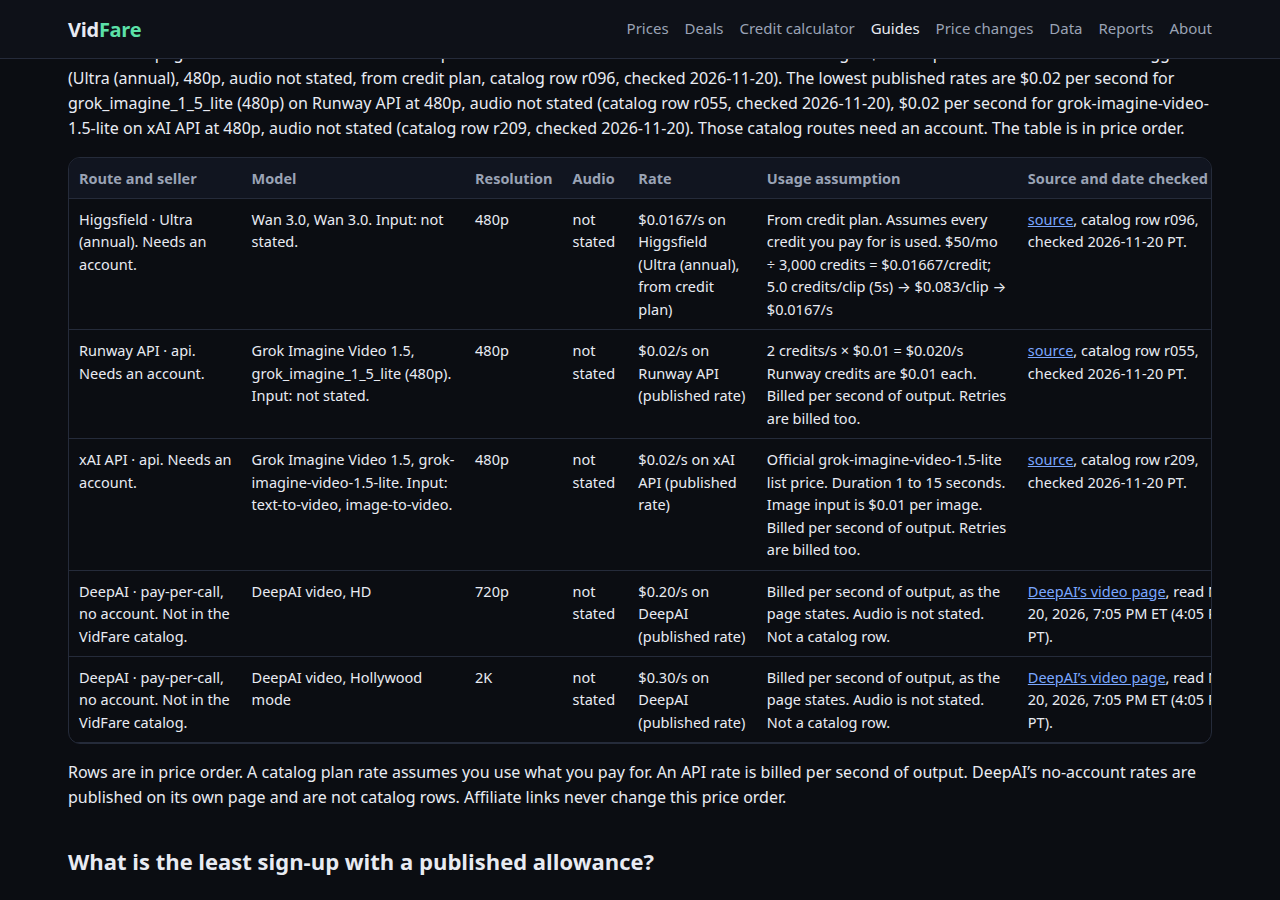 VidFare
Prices Deals Credit calculator Guides Price changes Data Reports About
(Ultra (annual), 480p, audio not stated, from credit plan, catalog row r096, checked 2026-11-20). The lowest published rates are $0.02 per second for
grok_imagine_1_5_lite (480p) on Runway API at 480p, audio not stated (catalog row r055, checked 2026-11-20), $0.02 per second for grok-imagine-video-
1.5-lite on xAI API at 480p, audio not stated (catalog row r209, checked 2026-11-20). Those catalog routes need an account. The table is in price order.
Route and seller Model Resolution Audio Rate Usage assumption Source and date checked
Higgsfield · Ultra Wan 3.0, Wan 3.0. Input: not 480p not $0.0167/s on From credit plan. Assumes every source, catalog row r096,
(annual). Needs an stated. stated Higgsfield credit you pay for is used. $50/mo checked 2026-11-20 PT.
account. (Ultra (annual), ÷ 3,000 credits = $0.01667/credit;
from credit 5.0 credits/clip (5s) → $0.083/clip →
plan) $0.0167/s
Runway API · api. Grok Imagine Video 1.5, 480p not $0.02/s on 2 credits/s × $0.01 = $0.020/s source, catalog row r055,
Needs an account. grok_imagine_1_5_lite (480p). stated Runway API Runway credits are $0.01 each. checked 2026-11-20 PT.
Input: not stated. (published rate) Billed per second of output. Retries
are billed too.
xAI API · api. Needs an Grok Imagine Video 1.5, grok- 480p not $0.02/s on xAI Official grok-imagine-video-1.5-lite source, catalog row r209,
account. imagine-video-1.5-lite. Input: stated API (published list price. Duration 1 to 15 seconds. checked 2026-11-20 PT.
text-to-video, image-to-video. rate) Image input is $0.01 per image.
Billed per second of output. Retries
are billed too.
DeepAI · pay-per-call, DeepAI video, HD 720p not $0.20/s on Billed per second of output, as the DeepAI’s video page, read
no account. Not in the stated DeepAI page states. Audio is not stated. 20, 2026, 7:05 PM ET (4:05
VidFare catalog. (published rate) Not a catalog row. PT).
DeepAI · pay-per-call, DeepAI video, Hollywood 2K not $0.30/s on Billed per second of output, as the DeepAI’s video page, read
no account. Not in the mode stated DeepAI page states. Audio is not stated. 20, 2026, 7:05 PM ET (4:05
VidFare catalog. (published rate) Not a catalog row. PT).
Rows are in price order. A catalog plan rate assumes you use what you pay for. An API rate is billed per second of output. DeepAI’s no-account rates are
published on its own page and are not catalog rows. Affiliate links never change this price order.
What is the least sign-up with a published allowance?